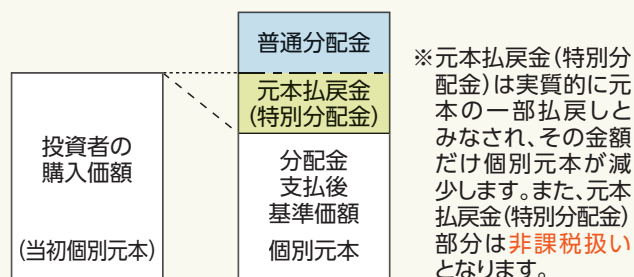 投資者の
購入価額
(当初個別元本)
普通分配金
元本払戻金
(特別分配金)
分配金
支払後
基準価額
個別元本
※元本払戻金(特別分
配金)は実質的に元
本の一部払戻しと
みなされ、その金額
だけ個別元本が減
少します。また、元本
払戻金(特別分配金)
部分は非課税扱い
となります。